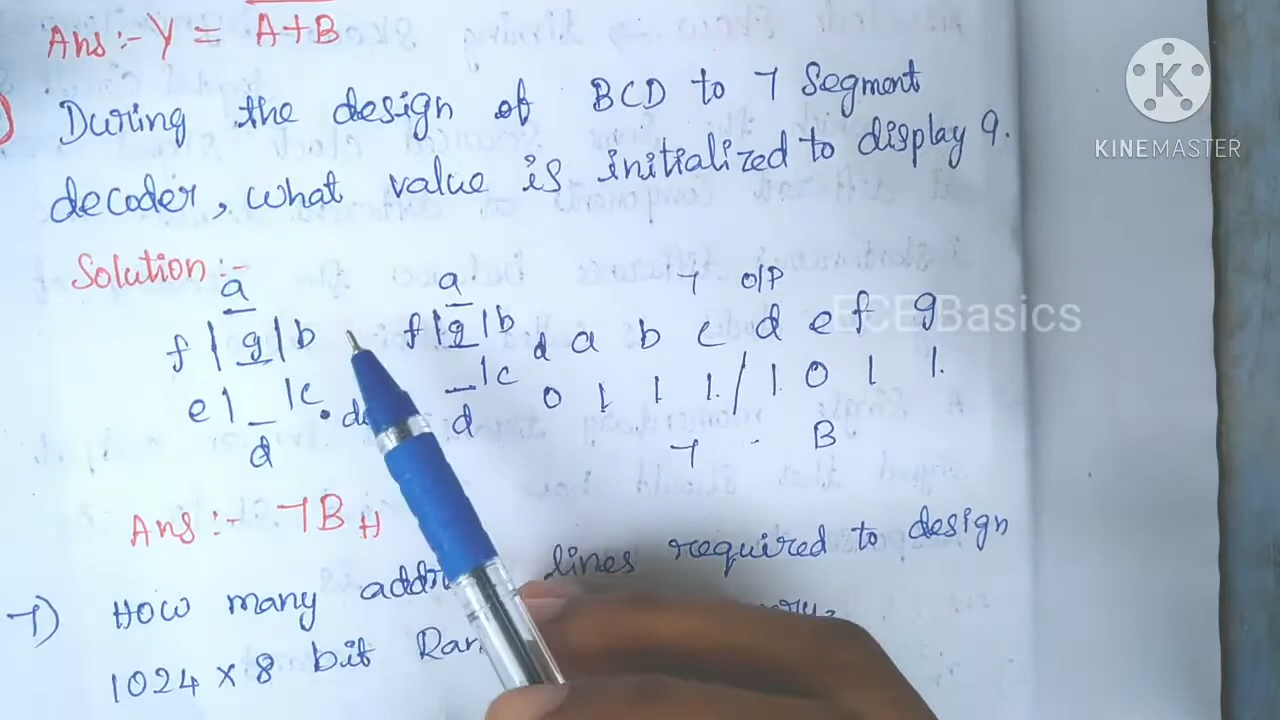 Ans :- Y = A+B
During the design of BCD to 7 Segment
decoder, what value is initialized to display 9.
Solution :-
a a 7 O/P
f g b f g b d a b c d e f g
e c c 0 1 1 1 / 1 0 1 1
d d 7 B
Ans :- 7B H
7) How many lines required to design
1024 x 8 bit
K
KINEMASTER
ECE Basics